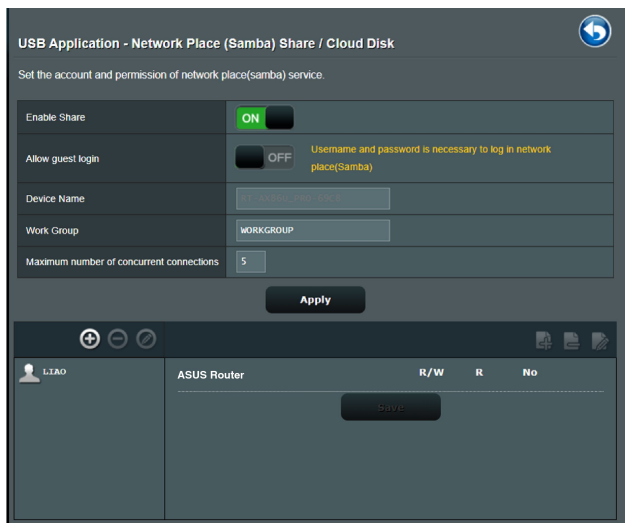 USB Application - Network Place (Samba) Share / Cloud Disk
Set the account and permission of network place(samba) service.
Enable Share
ON
Allow guest login
OFF
Username and password is necessary to log in network
place(Samba)
Device Name
Work Group
WORKGROUP
Maximum number of concurrent connections
5
Apply
LIAO
ASUS Router
R/W
R
No
Save